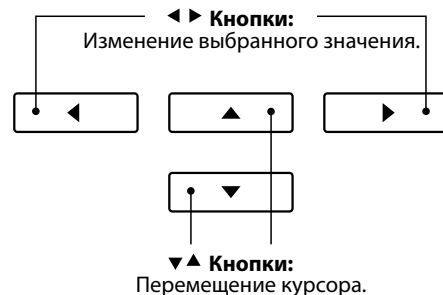 ◀ ▶ Кнопки:
Изменение выбранного значения.
▼▲ Кнопки:
Перемещение курсора.